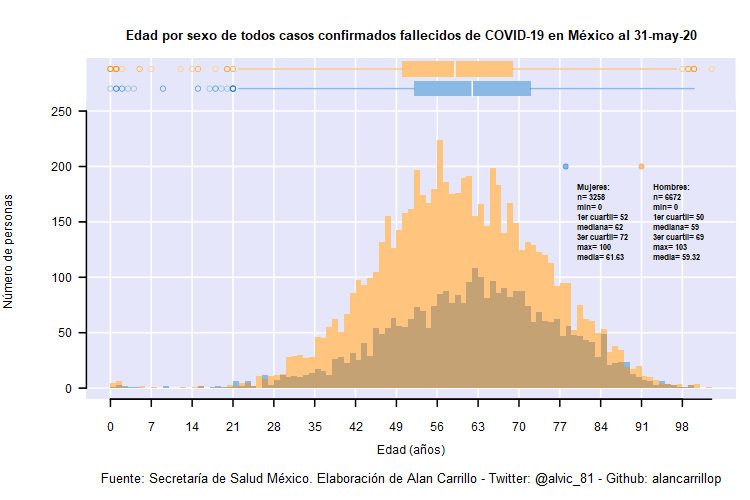 Edad por sexo de todos casos confirmados fallecidos de COVID-19 en México al 31-may-20
250
200
150
100
50
0
Número de personas
Mujeres:
n= 3258
min= 0
1er cuartil= 52
mediana= 62
3er cuartil= 72
max= 100
media= 61.63
Hombres:
n= 6672
min= 0
1er cuartil= 50
mediana= 59
3er cuartil= 69
max= 103
media= 59.32
0 7 14 21 28 35 42 49 56 63 70 77 84 91 98
Edad (años)
Fuente: Secretaría de Salud México. Elaboración de Alan Carrillo - Twitter: @alvic_81 - Github: alancarrillop